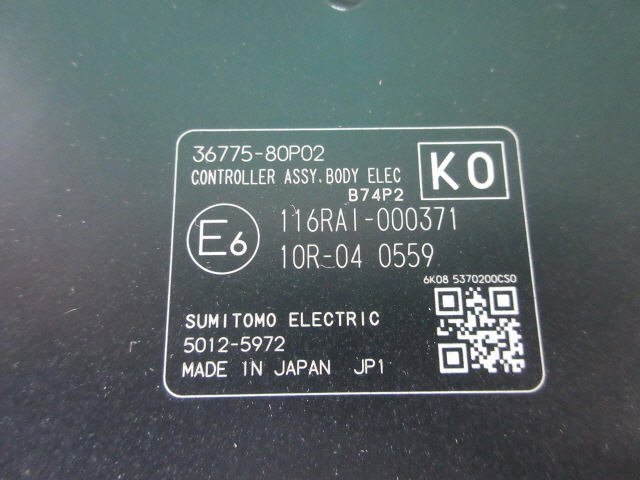 36775-80P02
CONTROLLER ASSY.BODY ELEC
B74P2
K0
E6
116RAI-000371
10R-04 0559
6K08 5370200CS0
SUMITOMO ELECTRIC
5012-5972
MADE IN JAPAN JP1